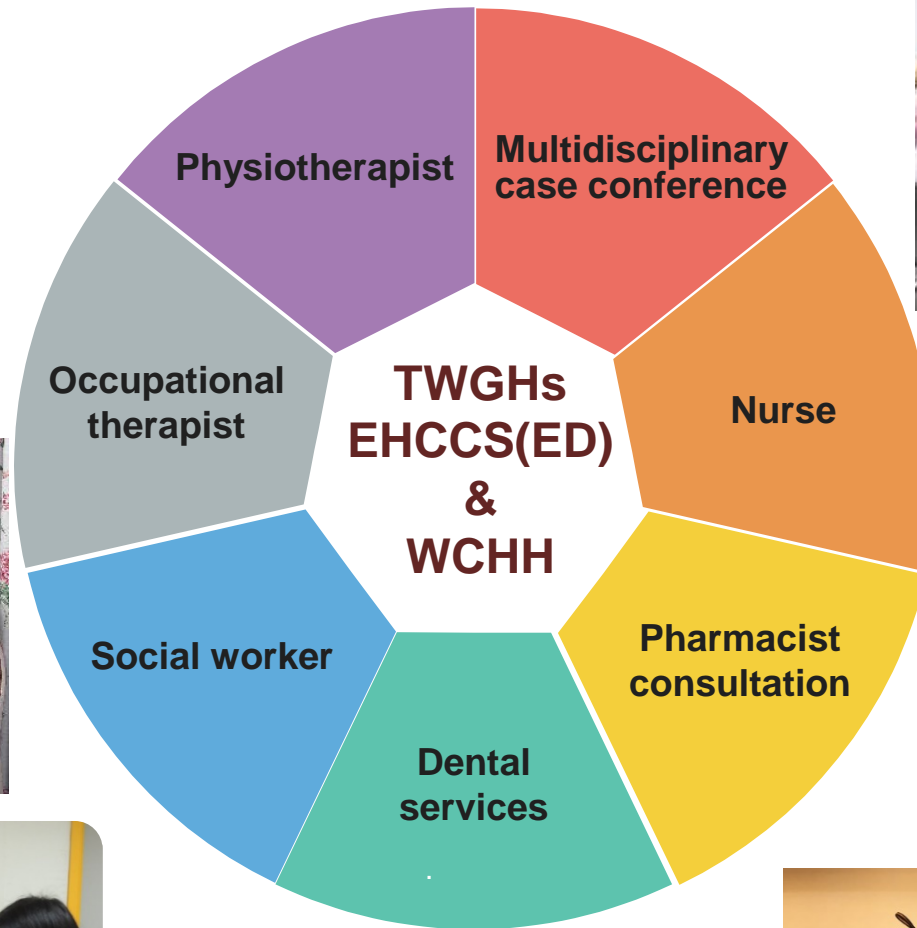 Multidisciplinary
case conference
Nurse
Pharmacist
consultation
Dental
services
Social worker
Occupational
therapist
Physiotherapist
TWGHs
EHCCS(ED)
&
WCHH